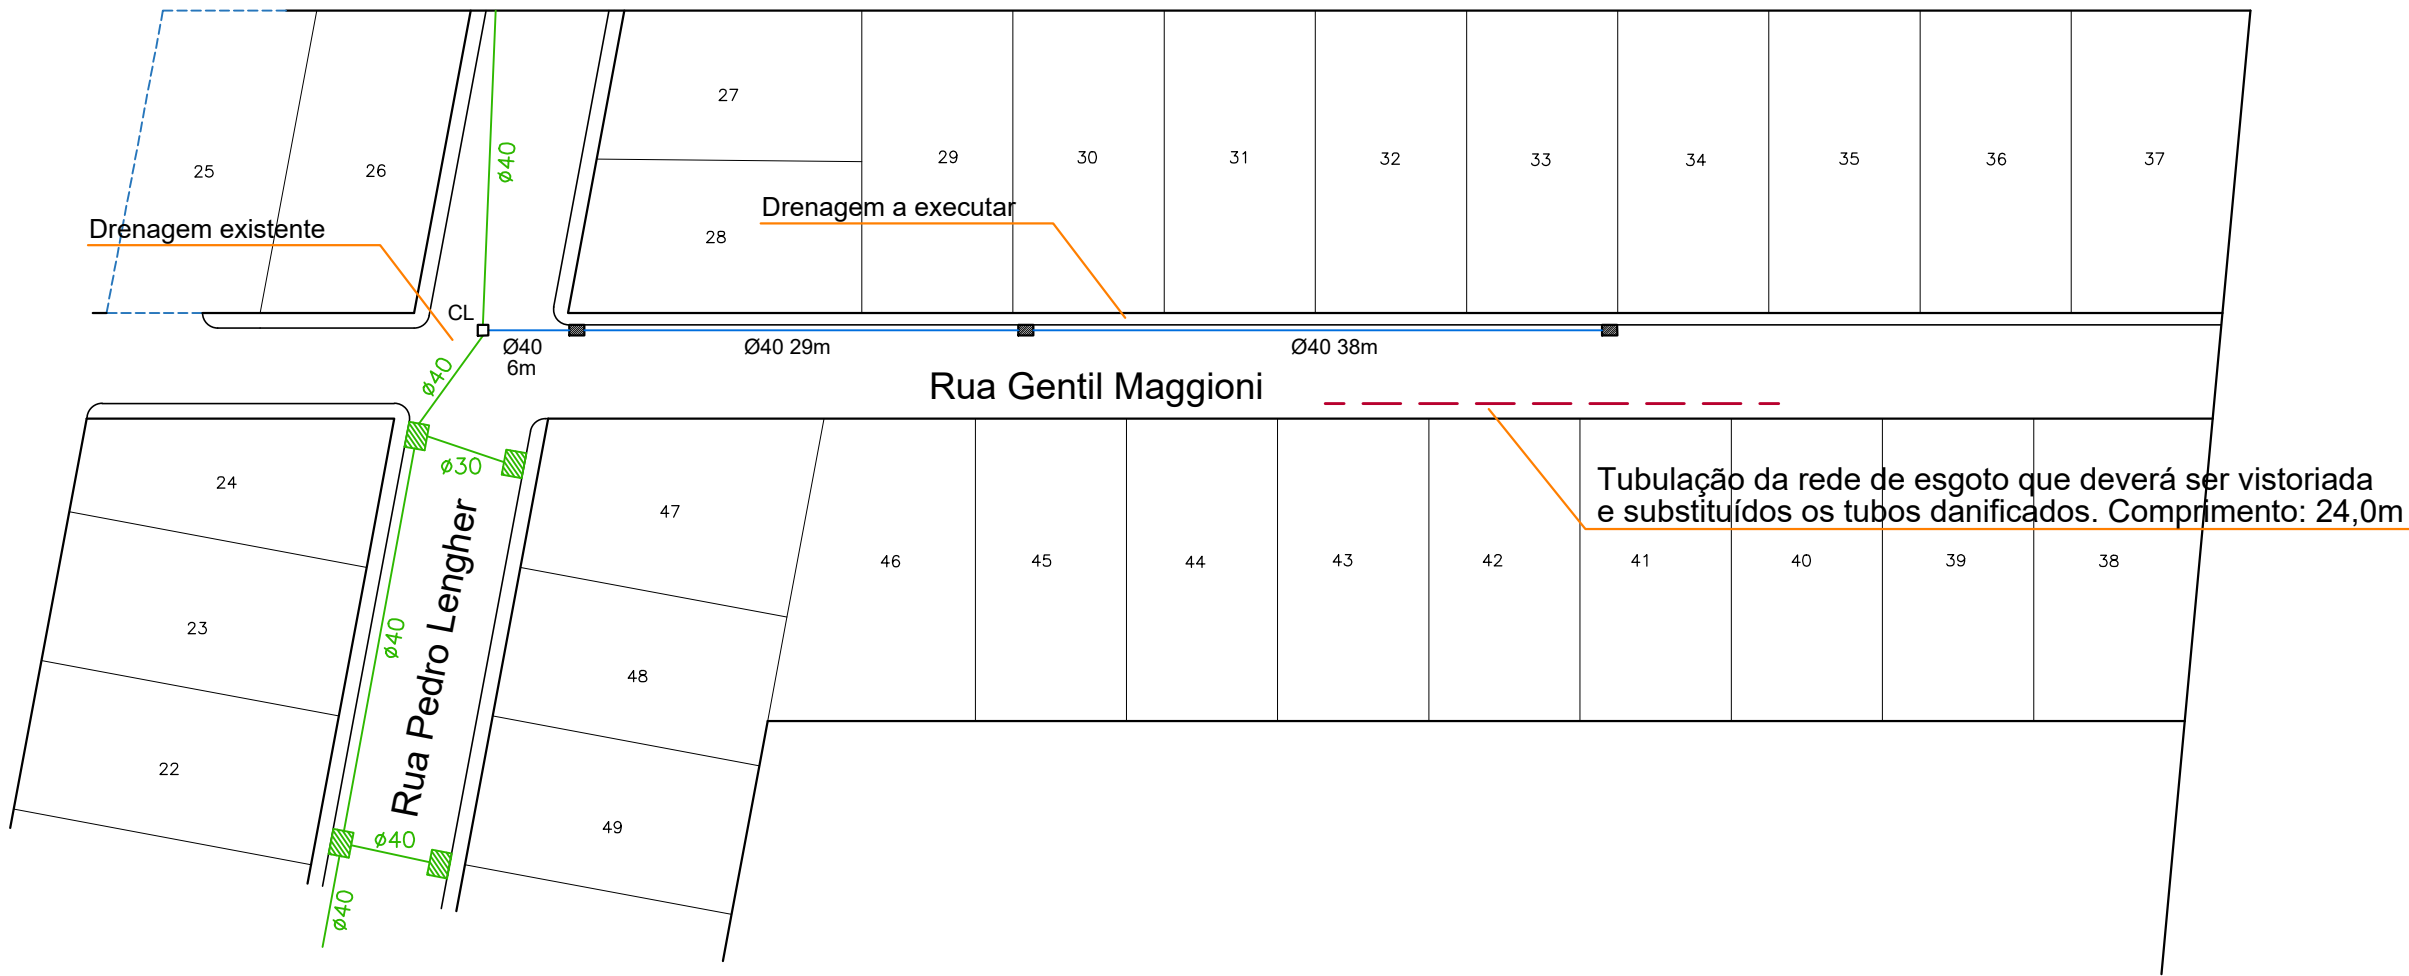 27
ø40
29
30
31
32
33
34
35
36
37
25
26
Drenagem a executar
Drenagem existente
28
CL
Ø40
6m
Ø40 29m
Ø40 38m
ø40
Rua Gentil Maggioni
ø30
24
47
Tubulação da rede de esgoto que deverá ser vistoriada
e substituídos os tubos danificados. Comprimento: 24,0m
46
45
44
43
42
41
40
39
38
23
ø40
Rua Pedro Lengher
48
22
49
ø40
ø40